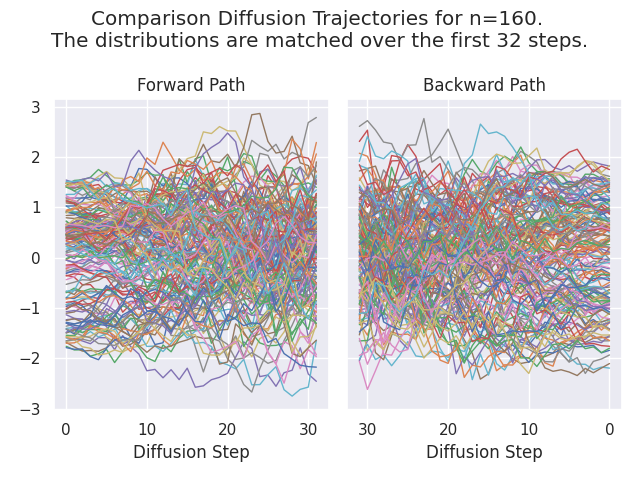 Comparison Diffusion Trajectories for n=160.
The distributions are matched over the first 32 steps.
Forward Path
Backward Path
3
2
1
0
−1
−2
−3
0 10 20 30
30 20 10 0
Diffusion Step
Diffusion Step